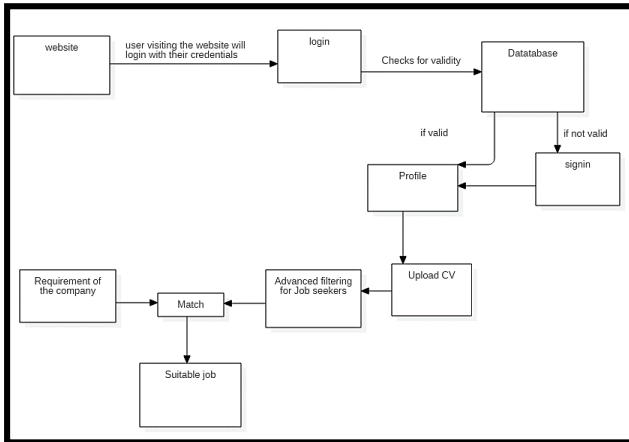 website
user visiting the website will
login with their credentials
login
Checks for validity
Datatabase
if valid
if not valid
signin
Profile
Upload CV
Advanced filtering
for Job seekers
Requirement of
the company
Match
Suitable job